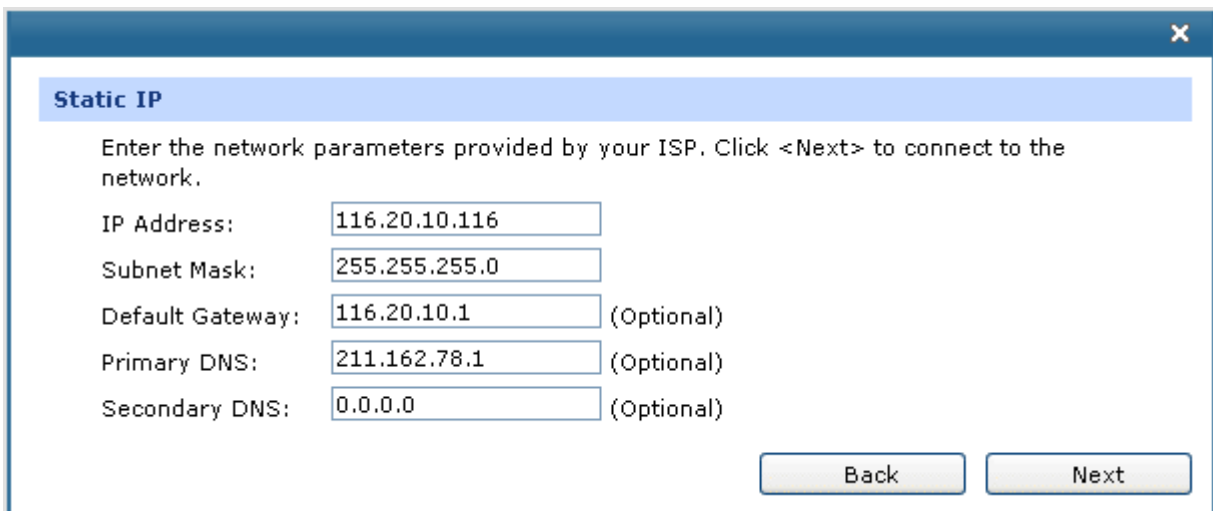 Static IP
Enter the network parameters provided by your ISP. Click <Next> to connect to the
network.
IP Address: 116.20.10.116
Subnet Mask: 255.255.255.0
Default Gateway: 116.20.10.1 (Optional)
Primary DNS: 211.162.78.1 (Optional)
Secondary DNS: 0.0.0.0 (Optional)
Back Next